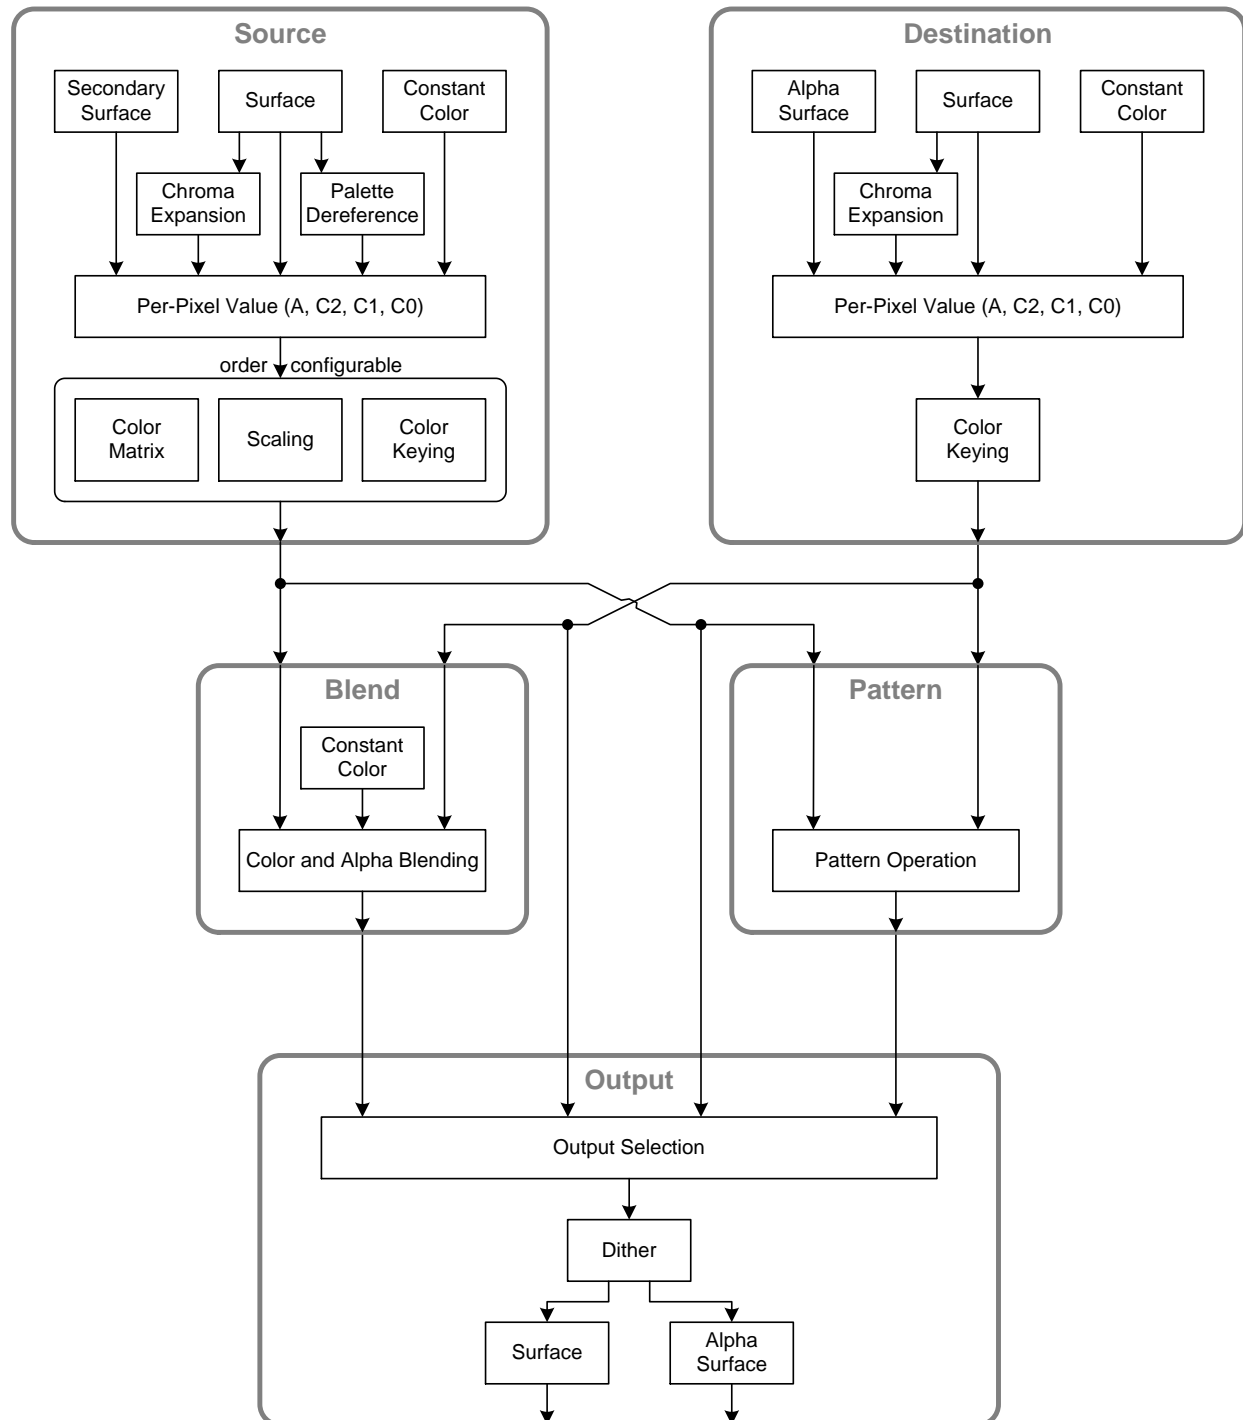 Source
Secondary
Surface
Surface
Constant
Color
Chroma
Expansion
Palette
Dereference
Per-Pixel Value (A, C2, C1, C0)
order configurable
Color
Matrix
Scaling
Color
Keying
Destination
Alpha
Surface
Surface
Constant
Color
Chroma
Expansion
Per-Pixel Value (A, C2, C1, C0)
Color
Keying
Blend
Constant
Color
Color and Alpha Blending
Pattern
Pattern Operation
Output
Output Selection
Dither
Surface
Alpha
Surface